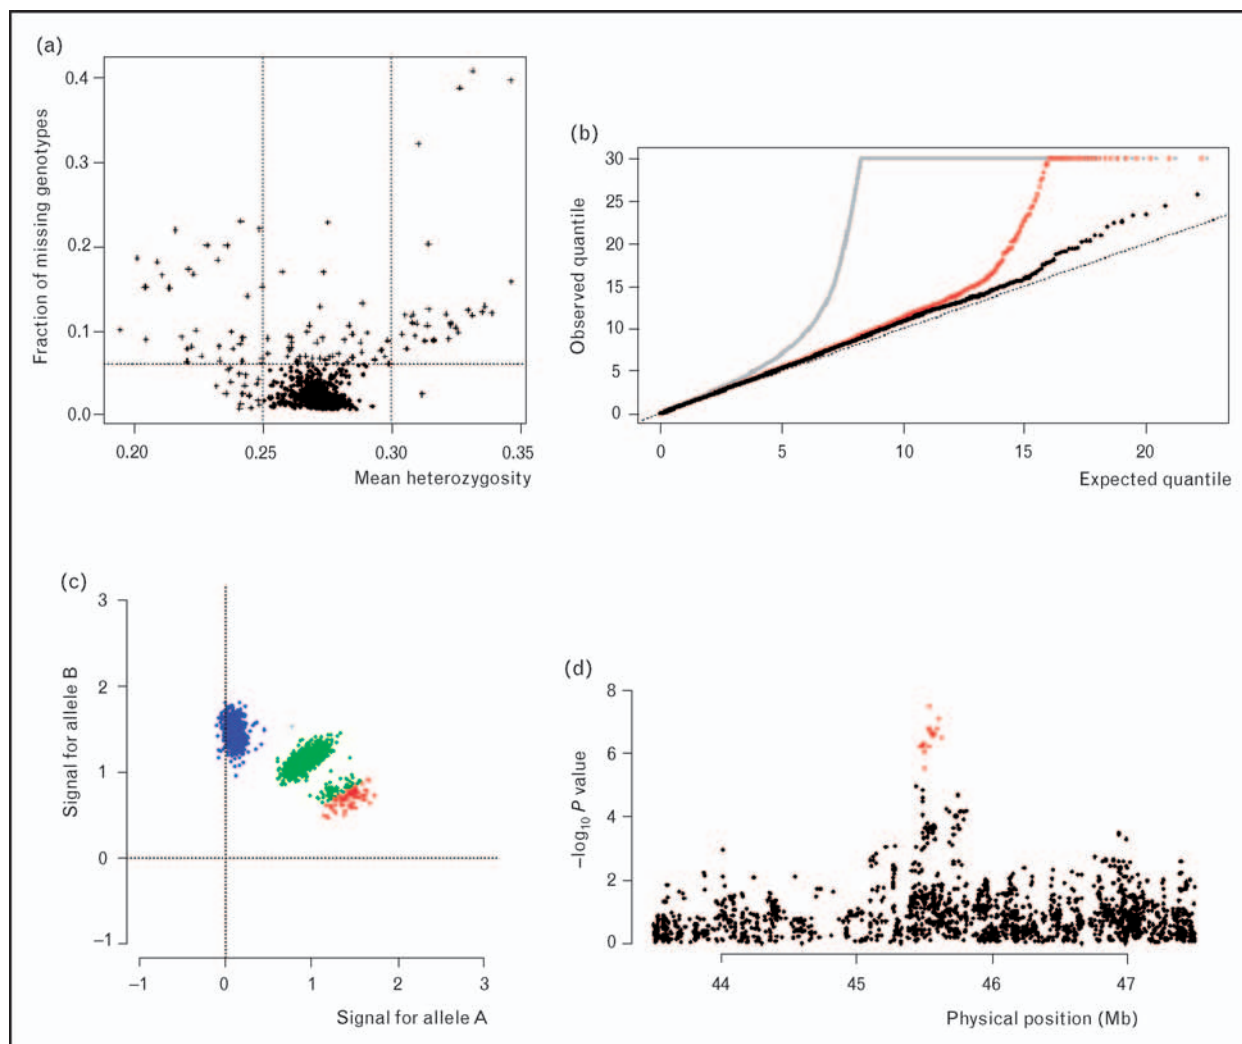 (a)
Fraction of missing genotypes
0.4
0.3
0.2
0.1
0.0
0.20 0.25 0.30 0.35
Mean heterozygosity
(b)
Observed quantile
30
25
20
15
10
5
0
0 5 10 15 20
Expected quantile
(c)
Signal for allele B
3
2
1
0
−1
−1 0 1 2 3
Signal for allele A
(d)
−log10 P value
8
6
4
2
0
44 45 46 47
Physical position (Mb)